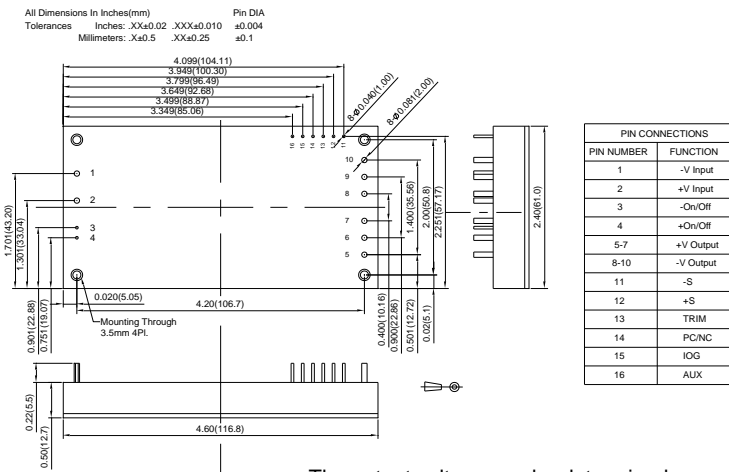 All Dimensions In Inches(mm) Pin DIA
Tolerances Inches: .XX±0.02 .XXX±0.010 ±0.004
Millimeters: .X±0.5 .XX±0.25 ±0.1
4.099(104.11)
3.949(100.30)
3.799(96.49)
3.649(92.68)
3.499(88.87)
3.349(85.06)
8-Ø0.040(1.00)
8-Ø0.081(2.00)
16 15 14 13 12 11
10
9
8
7
6
5
1
2
3
4
1.701(43.20)
1.301(33.04)
0.901(22.88)
0.751(19.07)
0.020(5.05)
4.20(106.7)
Mounting Through
3.5mm 4Pl.
0.400(10.16)
0.900(22.86)
0.501(12.72)
1.400(35.56)
2.00(50.8)
2.251(57.17)
0.02(5.1)
2.40(61.0)
0.22(5.5)
0.50(12.7)
4.60(116.8)
PIN CONNECTIONS
PIN NUMBER FUNCTION
1 -V Input
2 +V Input
3 -On/Off
4 +On/Off
5-7 +V Output
8-10 -V Output
11 -S
12 +S
13 TRIM
14 PC/NC
15 IOG
16 AUX